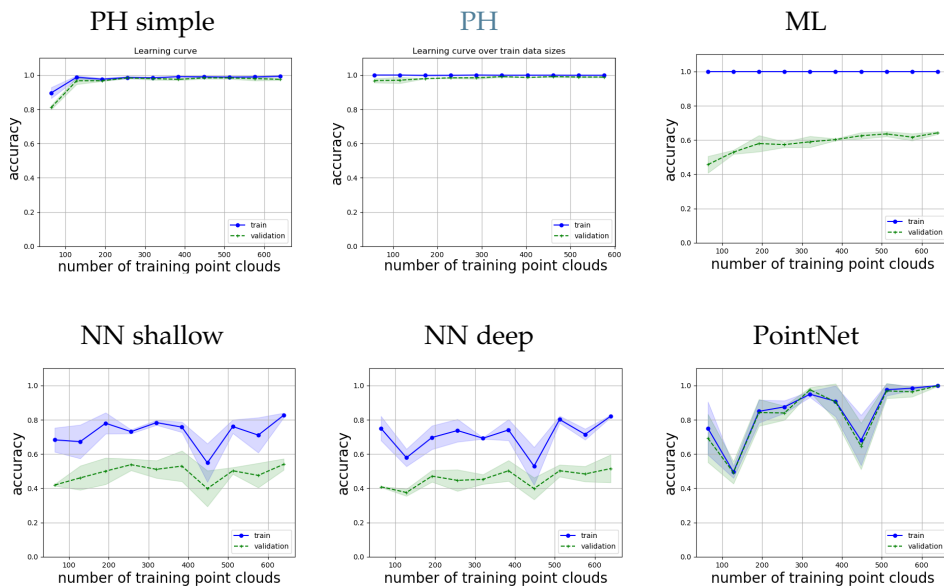 PH simple
Learning curve
accuracy
1.0
0.8
0.6
0.4
0.2
0.0
train
validation
100 200 300 400 500 600
number of training point clouds
PH
Learning curve over train data sizes
accuracy
1.0
0.8
0.6
0.4
0.2
0.0
train
validation
100 200 300 400 500 600
number of training point clouds
ML
accuracy
1.0
0.8
0.6
0.4
0.2
0.0
train
validation
100 200 300 400 500 600
number of training point clouds
NN shallow
accuracy
1.0
0.8
0.6
0.4
0.2
0.0
train
validation
100 200 300 400 500 600
number of training point clouds
NN deep
accuracy
1.0
0.8
0.6
0.4
0.2
0.0
train
validation
100 200 300 400 500 600
number of training point clouds
PointNet
accuracy
1.0
0.8
0.6
0.4
0.2
0.0
train
validation
100 200 300 400 500 600
number of training point clouds